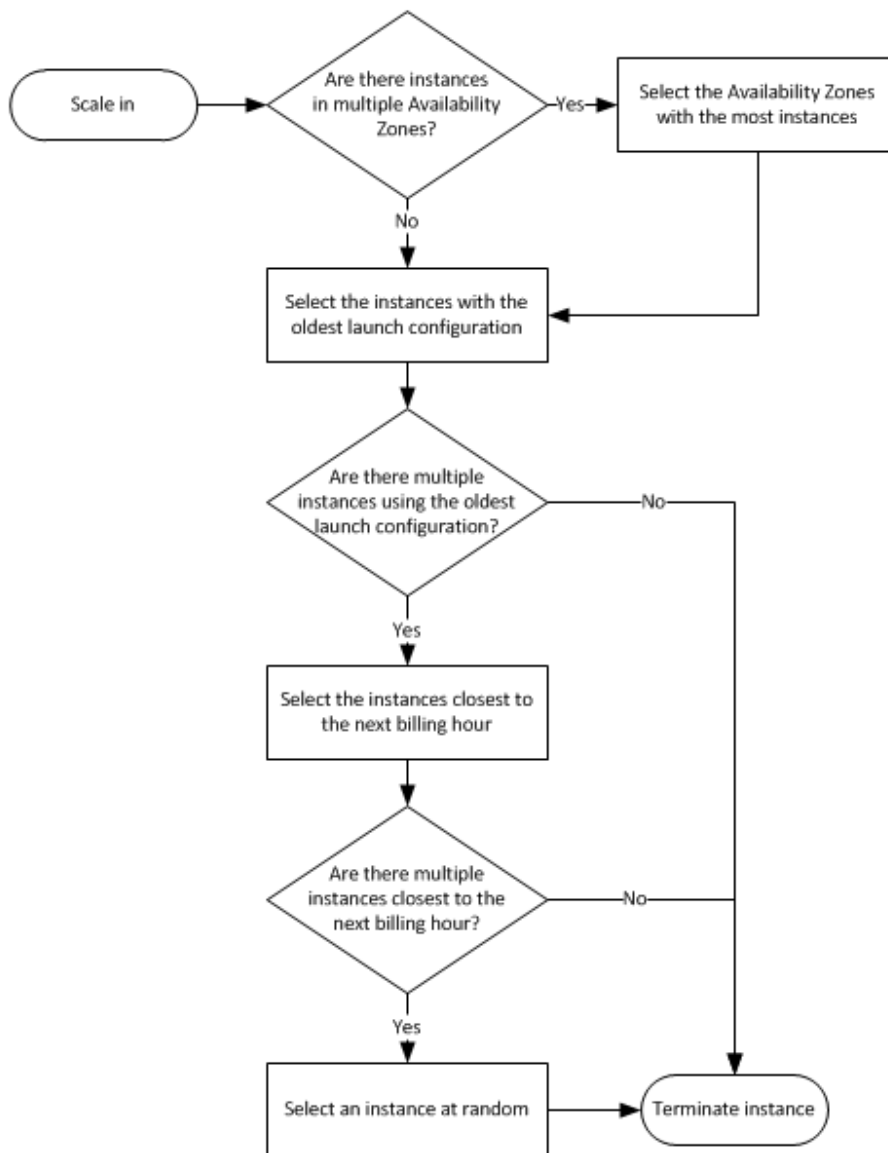 Scale in
Are there instances
in multiple Availability
Zones?
Yes
Select the Availability Zones
with the most instances
No
Select the instances with the
oldest launch configuration
Are there multiple
instances using the oldest
launch configuration?
No
Yes
Select the instances closest to
the next billing hour
Are there multiple
instances closest to the
next billing hour?
No
Yes
Select an instance at random
Terminate instance